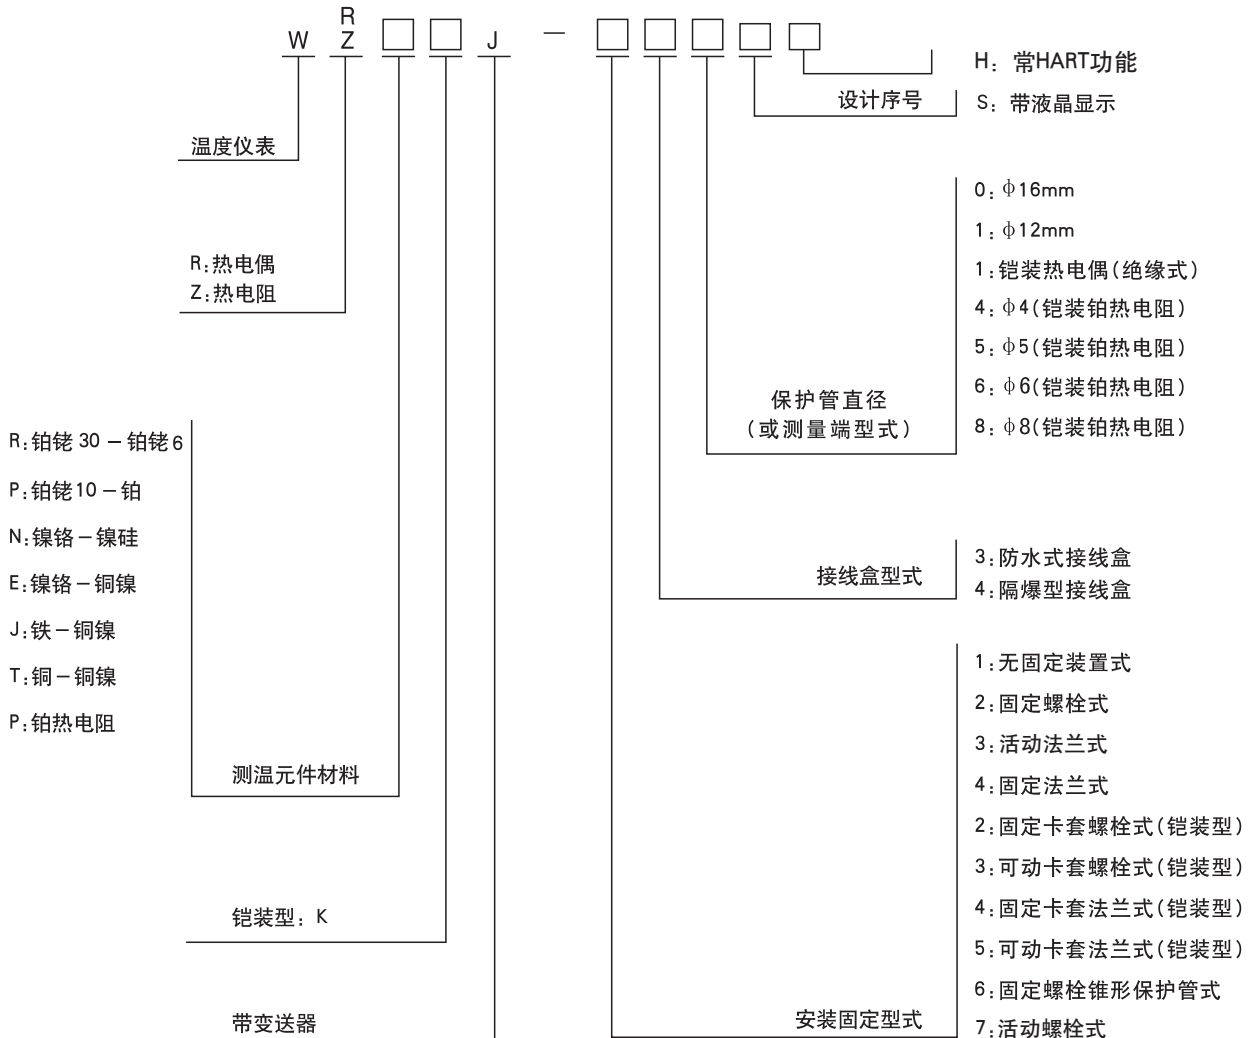 R
W Z □ □ J — □ □ □ □ □
H：常HART功能
设计序号
S：带液晶显示
温度仪表
0：ϕ16mm
1：ϕ12mm
R：热电偶
Z：热电阻
1：铠装热电偶(绝缘式)
4：ϕ4(铠装铂热电阻)
5：ϕ5(铠装铂热电阻)
6：ϕ6(铠装铂热电阻)
8：ϕ8(铠装铂热电阻)
保护管直径
(或测量端型式)
R：铂铑30－铂铑6
P：铂铑10－铂
N：镍铬－镍硅
E：镍铬－铜镍
J：铁－铜镍
T：铜－铜镍
P：铂热电阻
测温元件材料
接线盒型式
3：防水式接线盒
4：隔爆型接线盒
1：无固定装置式
2：固定螺栓式
3：活动法兰式
4：固定法兰式
2：固定卡套螺栓式(铠装型)
3：可动卡套螺栓式(铠装型)
4：固定卡套法兰式(铠装型)
5：可动卡套法兰式(铠装型)
6：固定螺栓锥形保护管式
7：活动螺栓式
铠装型：K
带变送器
安装固定型式